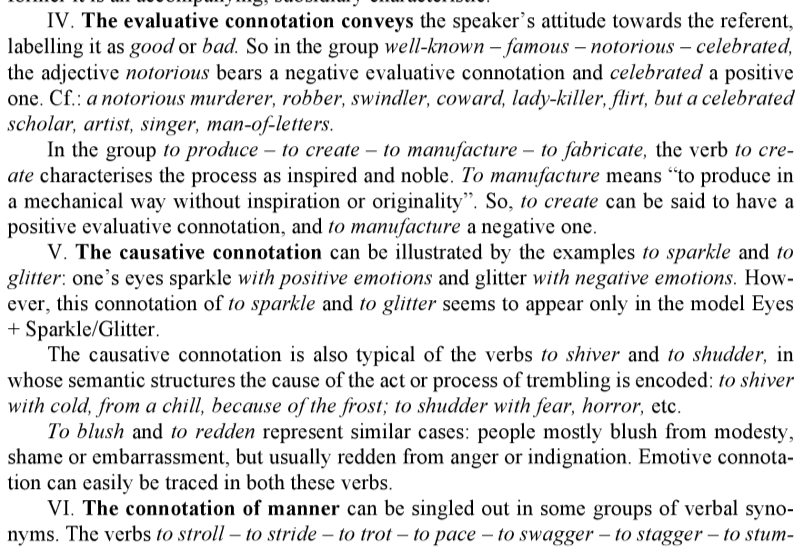 IV. The evaluative connotation conveys the speaker’s attitude towards the referent,
labelling it as good or bad. So in the group well-known – famous – notorious – celebrated,
the adjective notorious bears a negative evaluative connotation and celebrated a positive
one. Cf.: a notorious murderer, robber, swindler, coward, lady-killer, flirt, but a celebrated
scholar, artist, singer, man-of-letters.
In the group to produce – to create – to manufacture – to fabricate, the verb to cre-
ate characterises the process as inspired and noble. To manufacture means “to produce in
a mechanical way without inspiration or originality”. So, to create can be said to have a
positive evaluative connotation, and to manufacture a negative one.
V. The causative connotation can be illustrated by the examples to sparkle and to
glitter: one’s eyes sparkle with positive emotions and glitter with negative emotions. How-
ever, this connotation of to sparkle and to glitter seems to appear only in the model Eyes
+ Sparkle/Glitter.
The causative connotation is also typical of the verbs to shiver and to shudder, in
whose semantic structures the cause of the act or process of trembling is encoded: to shiver
with cold, from a chill, because of the frost; to shudder with fear, horror, etc.
To blush and to redden represent similar cases: people mostly blush from modesty,
shame or embarrassment, but usually redden from anger or indignation. Emotive connota-
tion can easily be traced in both these verbs.
VI. The connotation of manner can be singled out in some groups of verbal syno-
nyms. The verbs to stroll – to stride – to trot – to pace – to swagger – to stagger – to stum-